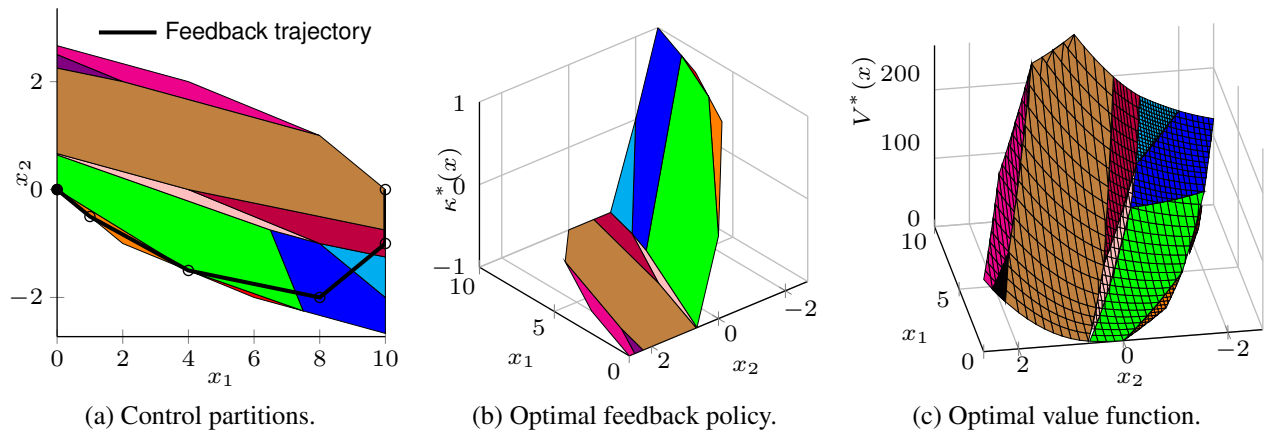 Feedback trajectory
2
0
−2
x₂
0
2
4
6
8
10
x₁
(a) Control partitions.
1
0
−1
κ*(x)
10
5
0
x₁
2
0
−2
x₂
(b) Optimal feedback policy.
200
100
0
V*(x)
10
5
0
x₁
2
0
−2
x₂
(c) Optimal value function.